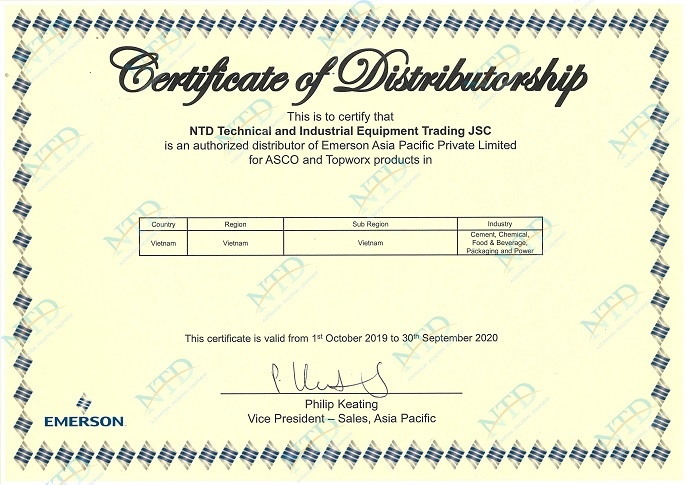 Certificate of Distributorship
This is to certify that
NTD Technical and Industrial Equipment Trading JSC
is an authorized distributor of Emerson Asia Pacific Private Limited
for ASCO and Topworx products in
Country Region Sub Region Industry
Vietnam Vietnam Vietnam Cement, Chemical,
Food & Beverage,
Packaging and Power
This certificate is valid from 1st October 2019 to 30th September 2020
Philip Keating
Vice President – Sales, Asia Pacific
EMERSON
NTD